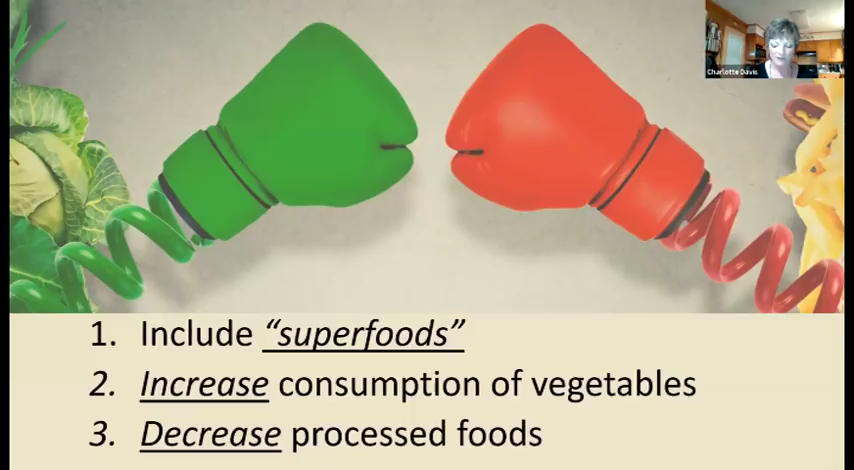 Charlotte Davis
1. Include “superfoods”
2. Increase consumption of vegetables
3. Decrease processed foods